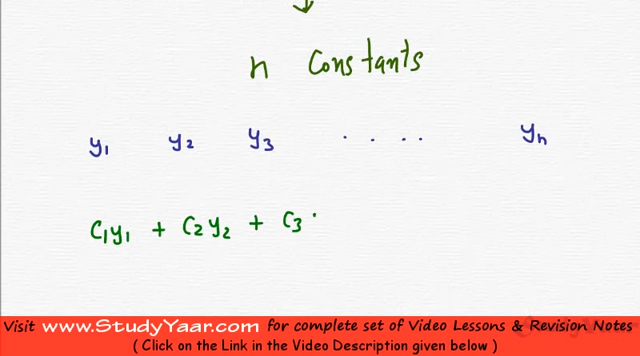 n Constants
y₁ y₂ y₃ . . . . yₙ
C₁y₁ + C₂y₂ + C₃
Visit www.StudyYaar.com for complete set of Video Lessons & Revision Notes
( Click on the Link in the Video Description given below )